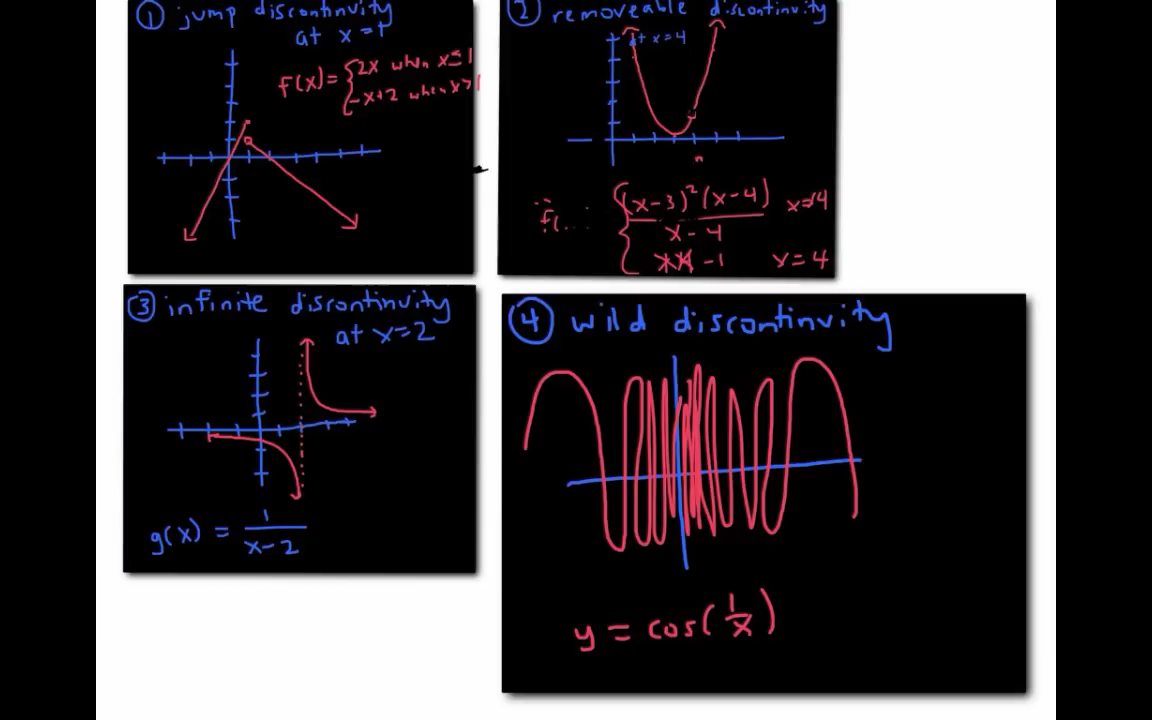 ① jump discontinuity
at x=1
f(x) = { 2x when x≤1
-x+2 when x>1
② removeable discontinuity
at x=4
f(...
{ (x-3)²(x-4)
x≠4
x-4
-1 x=4
③ infinite discontinuity
at x=2
g(x) = 1
x-2
④ wild discontinuity
y = cos(1/x)